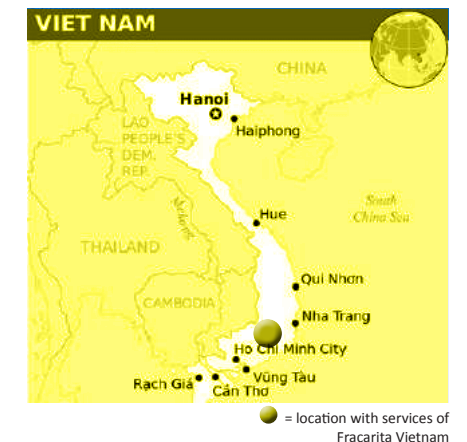 VIET NAM
CHINA
Hanoi
Haiphong
LAO
PEOPLE'S
DEM.
REP.
Mekong
South
China Sea
Hue
THAILAND
Qui Nhơn
CAMBODIA
Nha Trang
Ho Chi Minh City
Vũng Tàu
Rạch Giá
Cần Thơ
= location with services of
Fracarita Vietnam